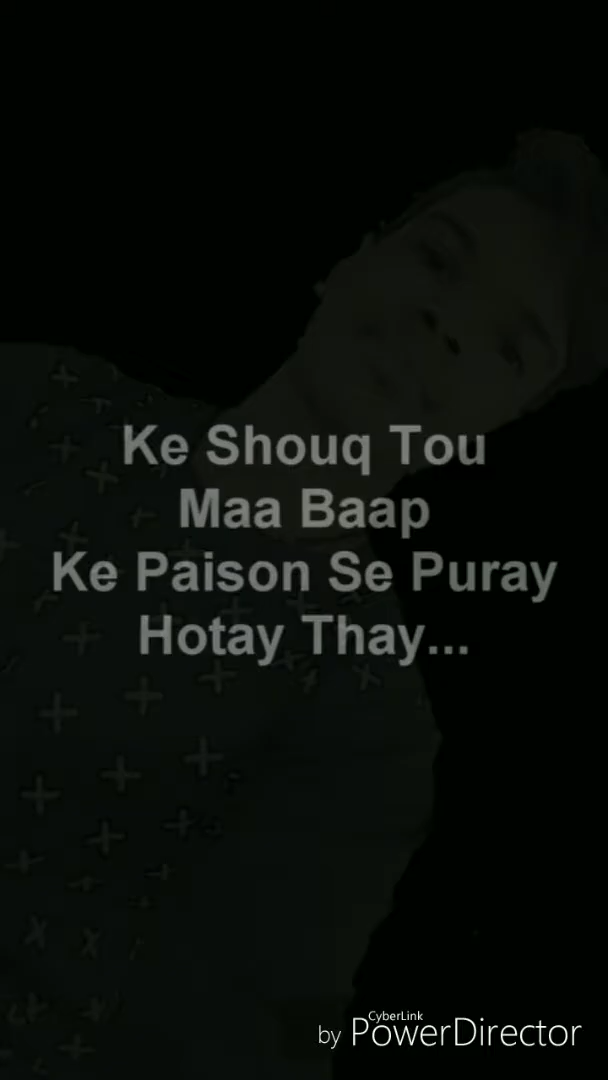 Ke Shouq Tou
Maa Baap
Ke Paison Se Puray
Hotay Thay...
CyberLink
by PowerDirector